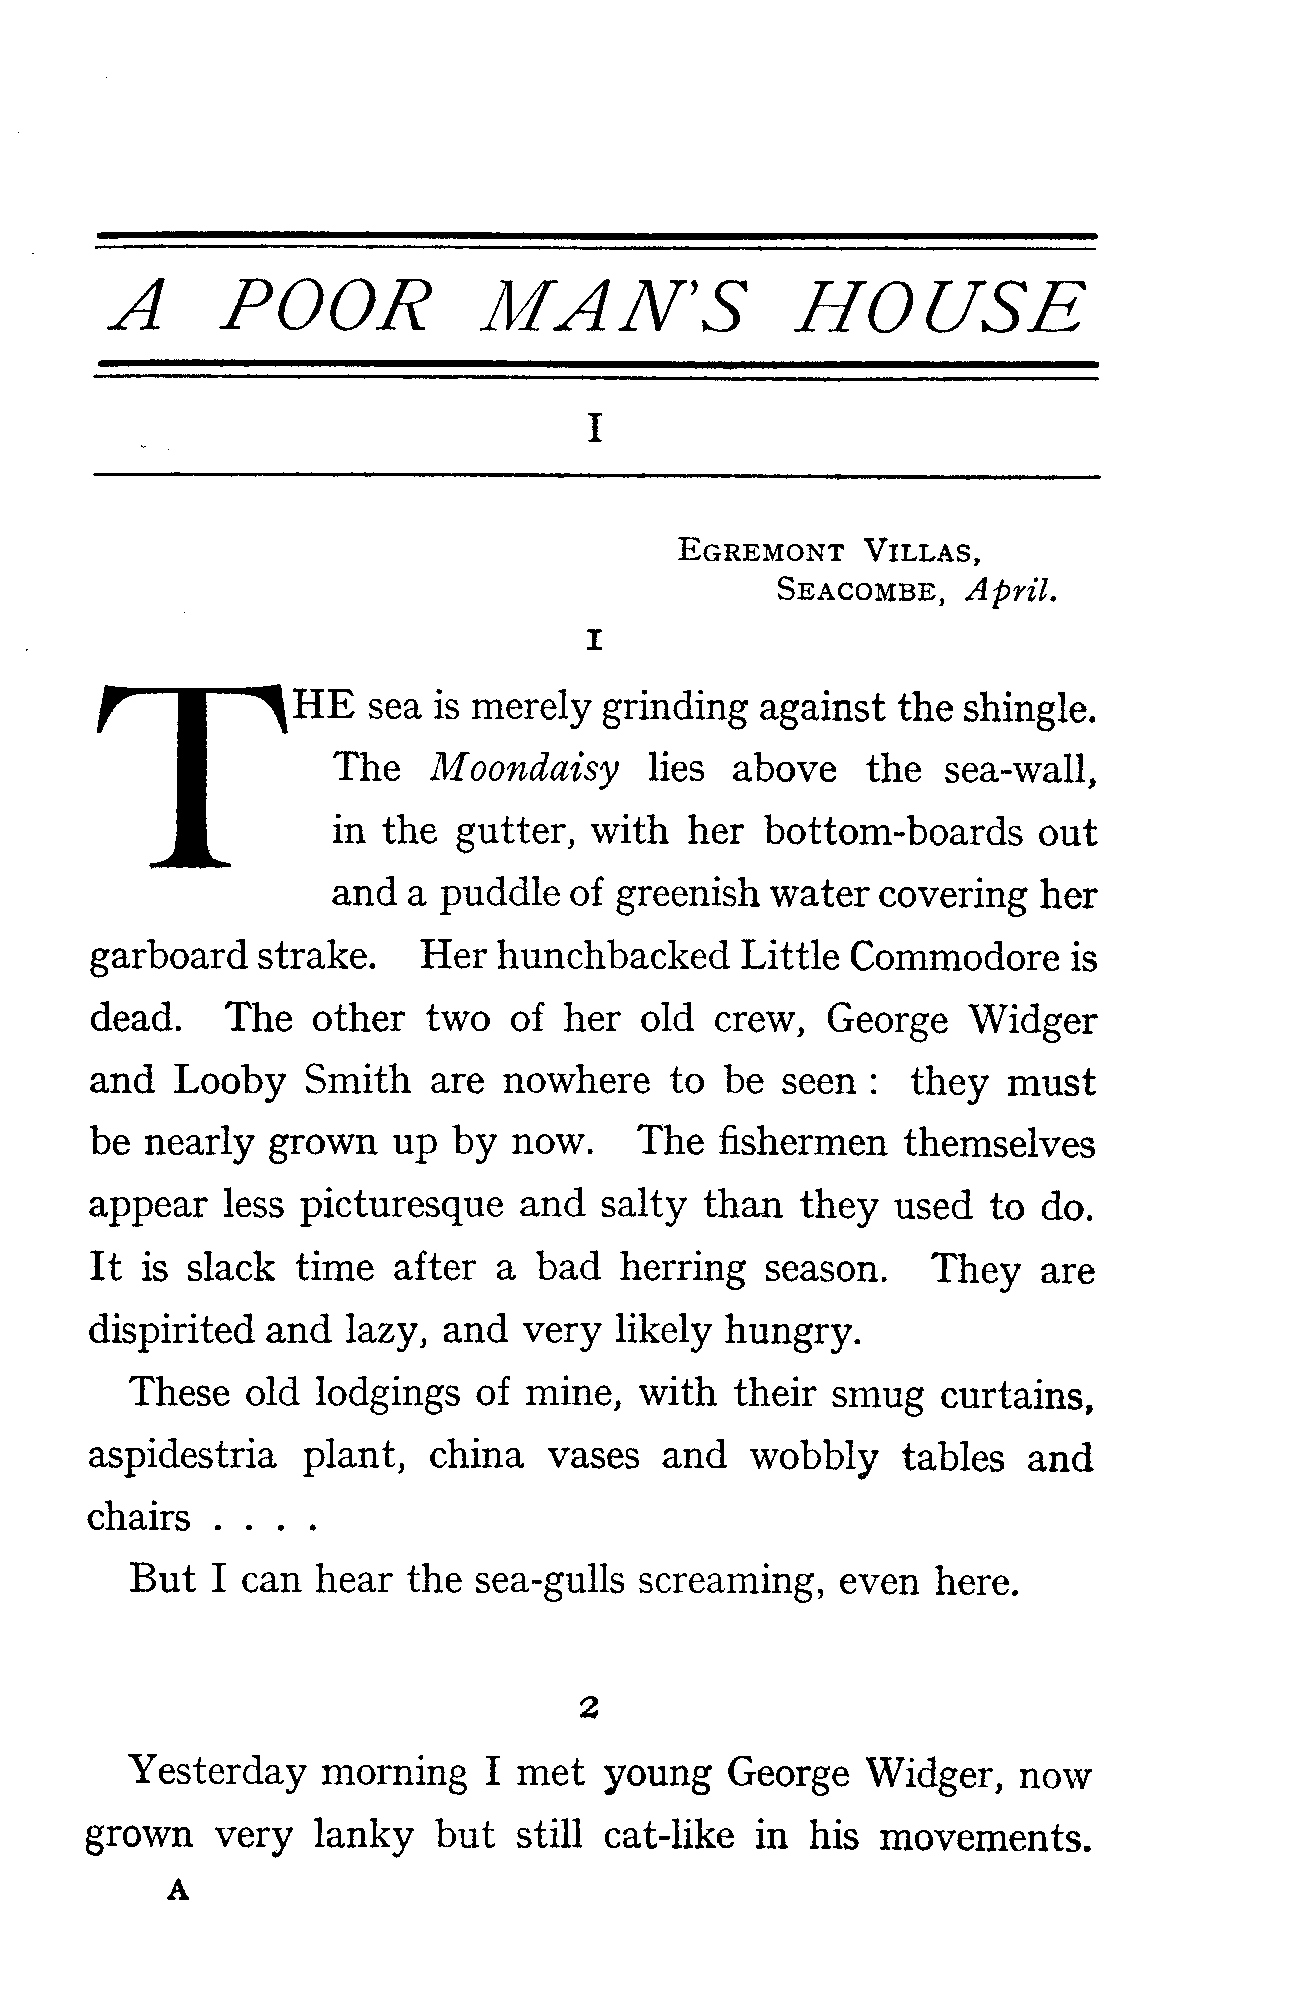 A POOR MAN'S HOUSE
I
EGREMONT VILLAS,
SEACOMBE, April.
I
THE sea is merely grinding against the shingle.
The Moondaisy lies above the sea-wall,
in the gutter, with her bottom-boards out
and a puddle of greenish water covering her
garboard strake. Her hunchbacked Little Commodore is
dead. The other two of her old crew, George Widger
and Looby Smith are nowhere to be seen : they must
be nearly grown up by now. The fishermen themselves
appear less picturesque and salty than they used to do.
It is slack time after a bad herring season. They are
dispirited and lazy, and very likely hungry.
These old lodgings of mine, with their smug curtains,
aspidestria plant, china vases and wobbly tables and
chairs . . . .
But I can hear the sea-gulls screaming, even here.
2
Yesterday morning I met young George Widger, now
grown very lanky but still cat-like in his movements.
A